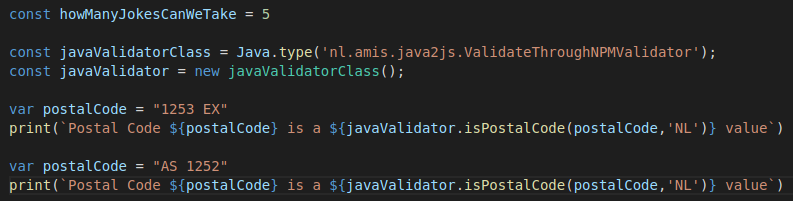 const howManyJokesCanWeTake = 5
const javaValidatorClass = Java.type('nl.amis.java2js.ValidateThroughNPMValidator');
const javaValidator = new javaValidatorClass();
var postalCode = "1253 EX"
print(`Postal Code ${postalCode} is a ${javaValidator.isPostalCode(postalCode,'NL')} value`)
var postalCode = "AS 1252"
print(`Postal Code ${postalCode} is a ${javaValidator.isPostalCode(postalCode,'NL')} value`)